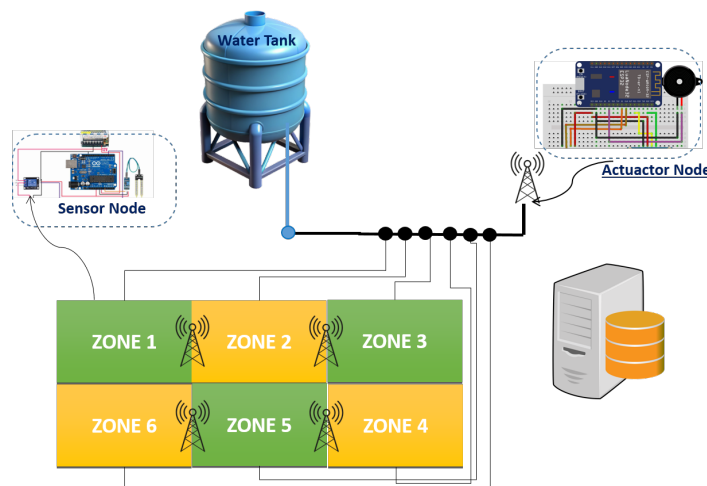 Water Tank
Sensor Node
Actuactor Node
ZONE 1
ZONE 2
ZONE 3
ZONE 6
ZONE 5
ZONE 4